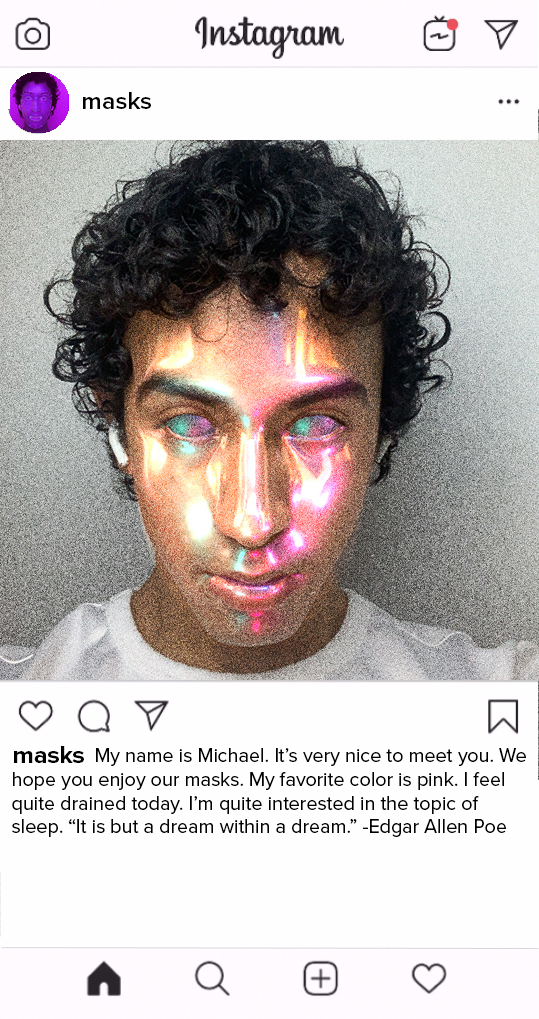 Instagram
masks
masks My name is Michael. It’s very nice to meet you. We
hope you enjoy our masks. My favorite color is pink. I feel
quite drained today. I’m quite interested in the topic of
sleep. “It is but a dream within a dream.” -Edgar Allen Poe